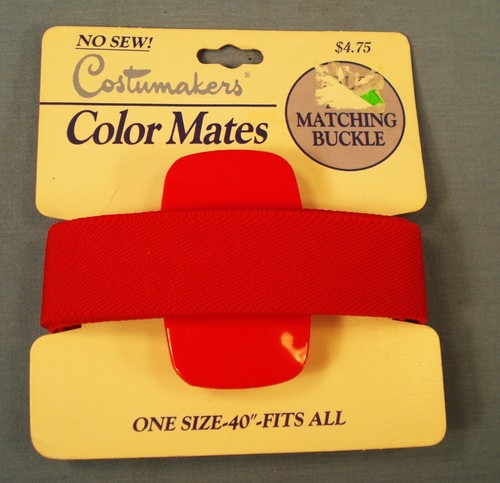 NO SEW!
$4.75
Costumakers®
Color Mates
MATCHING
BUCKLE
ONE SIZE-40"-FITS ALL